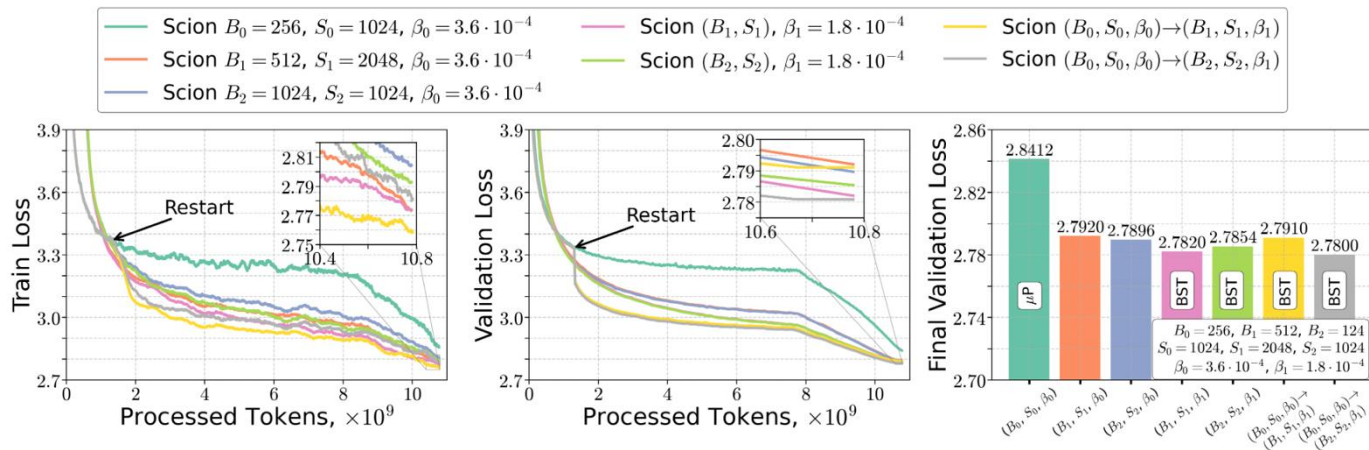 Scion B₀ = 256, S₀ = 1024, β₀ = 3.6 · 10⁻⁴
Scion B₁ = 512, S₁ = 2048, β₀ = 3.6 · 10⁻⁴
Scion B₂ = 1024, S₂ = 1024, β₀ = 3.6 · 10⁻⁴
Scion (B₁, S₁), β₁ = 1.8 · 10⁻⁴
Scion (B₂, S₂), β₁ = 1.8 · 10⁻⁴
Scion (B₀, S₀, β₀)→(B₁, S₁, β₁)
Scion (B₀, S₀, β₀)→(B₂, S₂, β₁)
Train Loss
3.9
3.6
3.3
3.0
2.7
Restart
2.81
2.79
2.77
2.75
10.4
10.8
0
2
4
6
8
10
Processed Tokens, ×10⁹
Validation Loss
3.9
3.6
3.3
3.0
2.7
Restart
2.80
2.79
2.78
10.6
10.8
0
2
4
6
8
10
Processed Tokens, ×10⁹
Final Validation Loss
2.86
2.82
2.78
2.74
2.70
2.8412
2.7920
2.7896
2.7820
2.7854
2.7910
2.7800
μP
BST
BST
BST
BST
B₀ = 256, B₁ = 512, B₂ = 124
S₀ = 1024, S₁ = 2048, S₂ = 1024
β₀ = 3.6 · 10⁻⁴, β₁ = 1.8 · 10⁻⁴
(B₀, S₀, β₀)
(B₁, S₁, β₀)
(B₂, S₂, β₀)
(B₁, S₁, β₁)
(B₂, S₂, β₁)
(B₀, S₀, β₀)→
(B₁, S₁, β₁)
(B₀, S₀, β₀)→
(B₂, S₂, β₁)